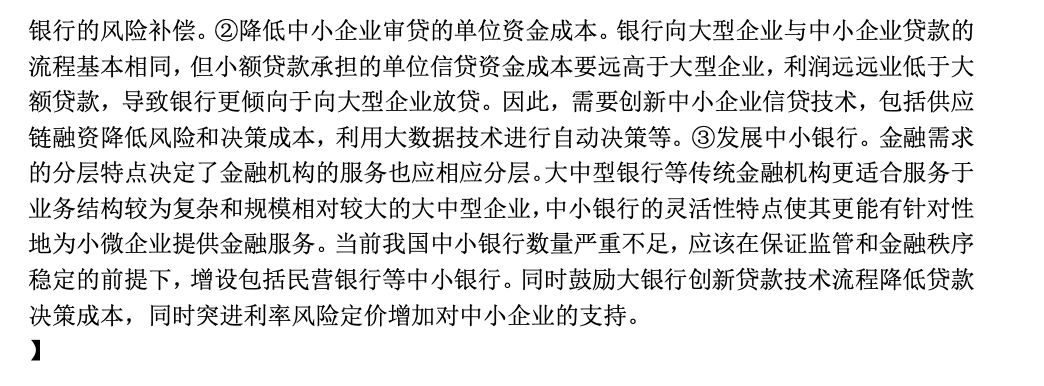 银行的风险补偿。②降低中小企业审贷的单位资金成本。银行向大型企业与中小企业贷款的
流程基本相同，但小额贷款承担的单位信贷资金成本要远高于大型企业，利润远远业低于大
额贷款，导致银行更倾向于向大型企业放贷。因此，需要创新中小企业信贷技术，包括供应
链融资降低风险和决策成本，利用大数据技术进行自动决策等。③发展中小银行。金融需求
的分层特点决定了金融机构的服务也应相应分层。大中型银行等传统金融机构更适合服务于
业务结构较为复杂和规模相对较大的大中型企业，中小银行的灵活性特点使其更能有针对性
地为小微企业提供金融服务。当前我国中小银行数量严重不足，应该在保证监管和金融秩序
稳定的前提下，增设包括民营银行等中小银行。同时鼓励大银行创新贷款技术流程降低贷款
决策成本，同时突进利率风险定价增加对中小企业的支持。
】